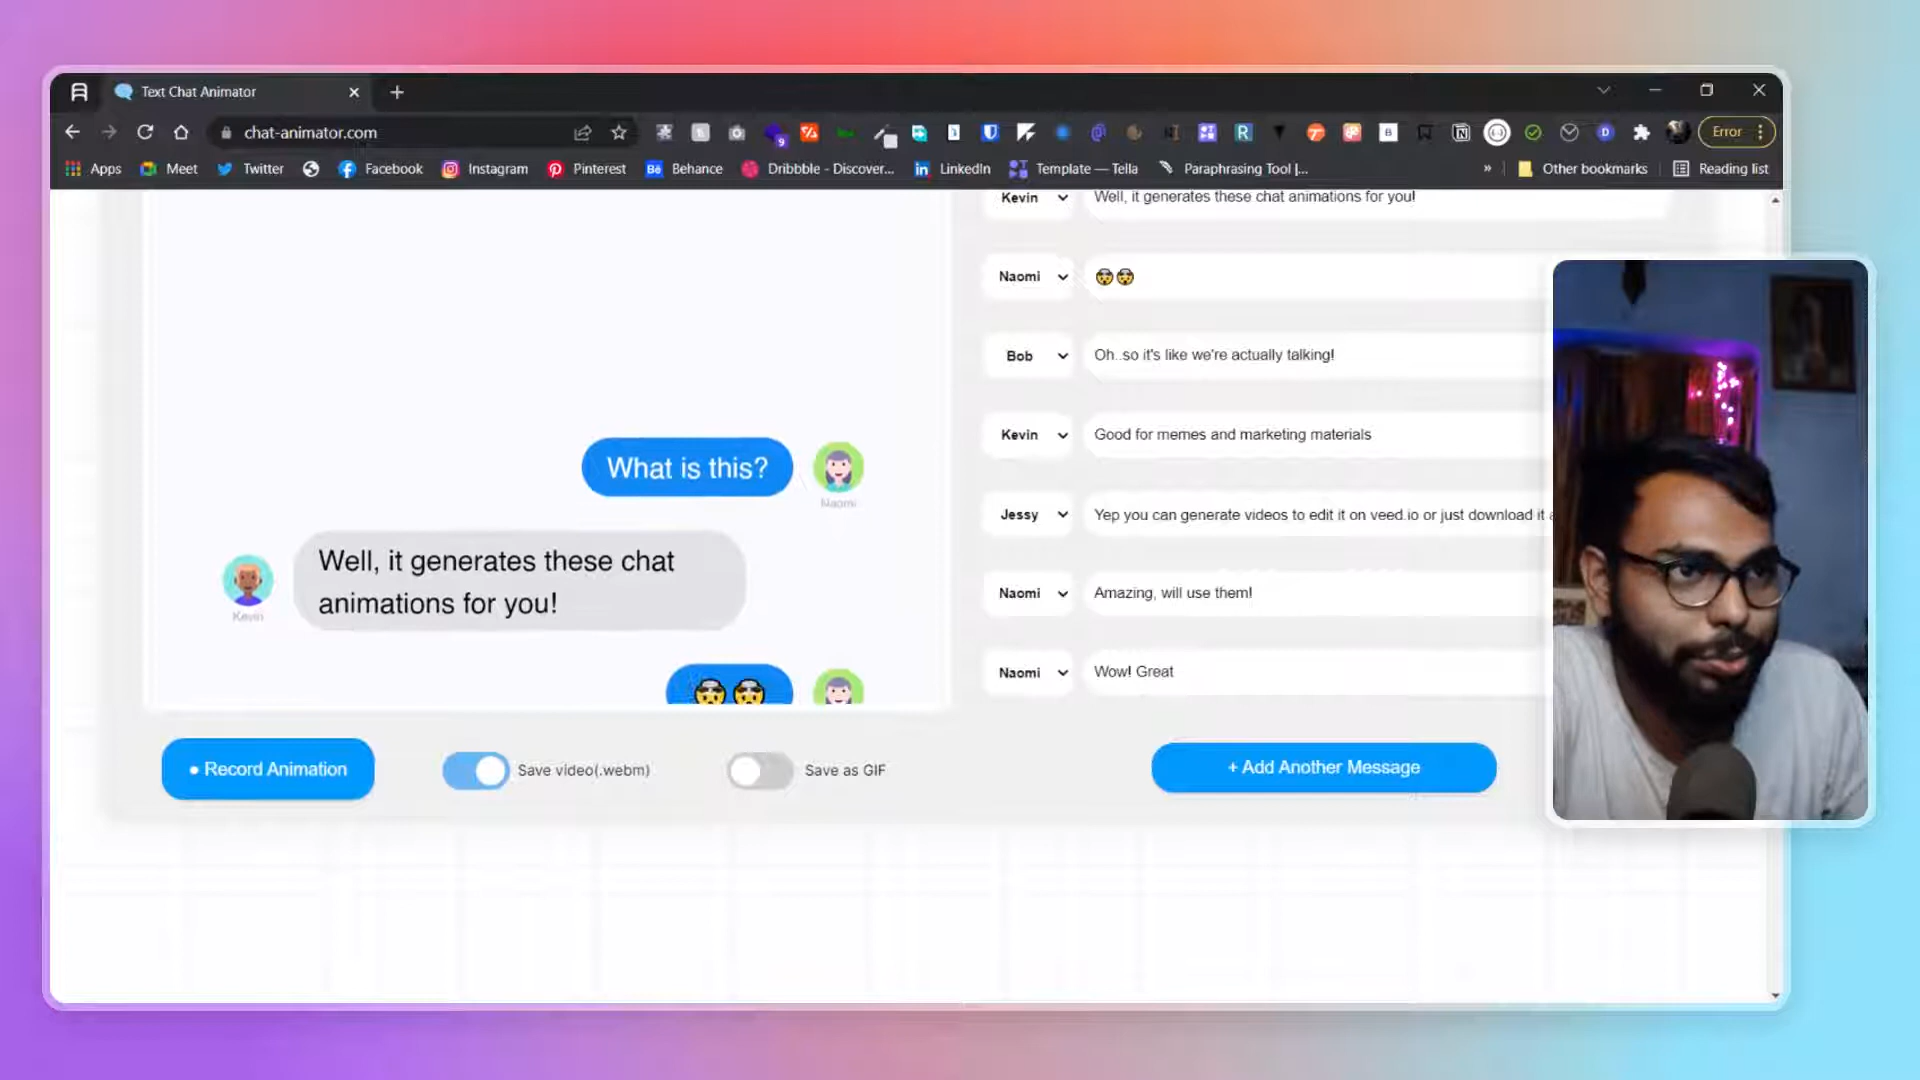 Text Chat Animator
chat-animator.com
9
Error
Apps
Meet
Twitter
Facebook
Instagram
Pinterest
Behance
Dribbble - Discover...
LinkedIn
Template — Tella
Paraphrasing Tool |...
»
Other bookmarks
Reading list
Kevin
Well, it generates these chat animations for you!
Naomi
🤯🤯
Bob
Oh..so it's like we're actually talking!
Kevin
Good for memes and marketing materials
What is this?
Naomi
Jessy
Yep you can generate videos to edit it on veed.io or just download it
Well, it generates these chat
animations for you!
Kevin
Naomi
Amazing, will use them!
Naomi
Wow! Great
🤯🤯
● Record Animation
Save video(.webm)
Save as GIF
+ Add Another Message